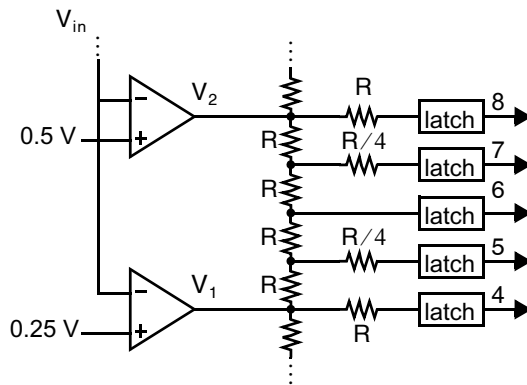 V_in
V_2
R
latch
8
0.5 V
R
R/4
latch
7
R
latch
6
R
R/4
latch
5
V_1
R
latch
4
0.25 V
R